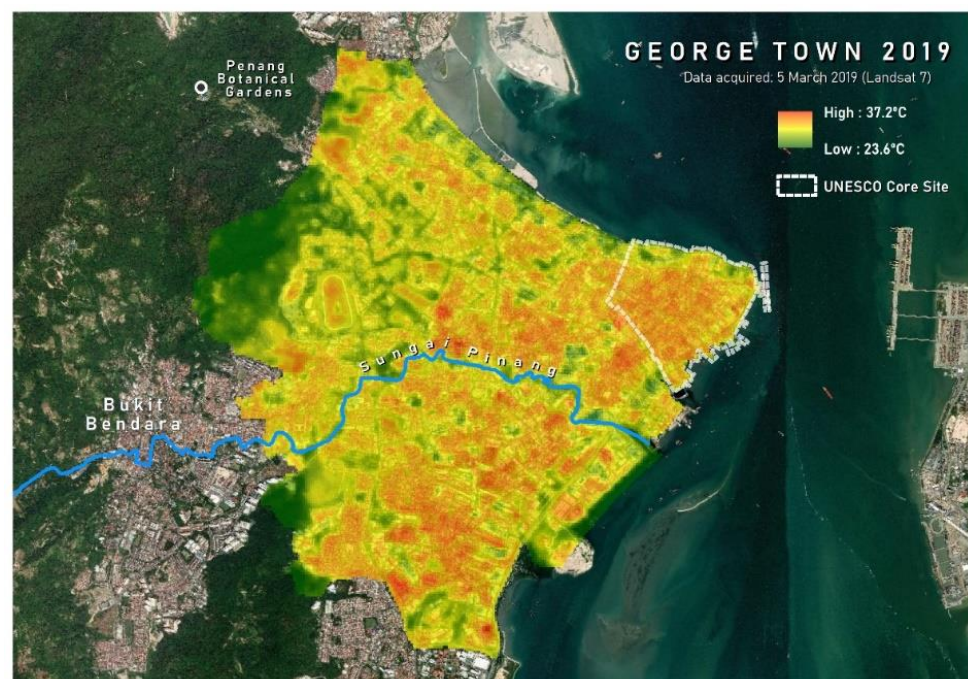 GEORGE TOWN 2019
Data acquired: 5 March 2019 (Landsat 7)
High : 37.2°C
Low : 23.6°C
UNESCO Core Site
Penang
Botanical
Gardens
Sungai Pinang
Bukit
Bendara